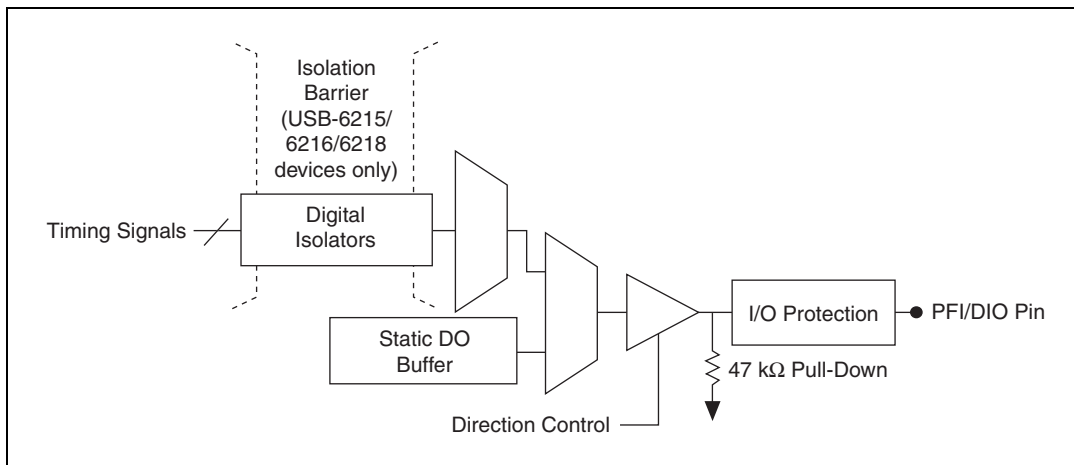 Isolation
Barrier
(USB-6215/
6216/6218
devices only)
Timing Signals
Digital
Isolators
Static DO
Buffer
I/O Protection
PFI/DIO Pin
47 kΩ Pull-Down
Direction Control